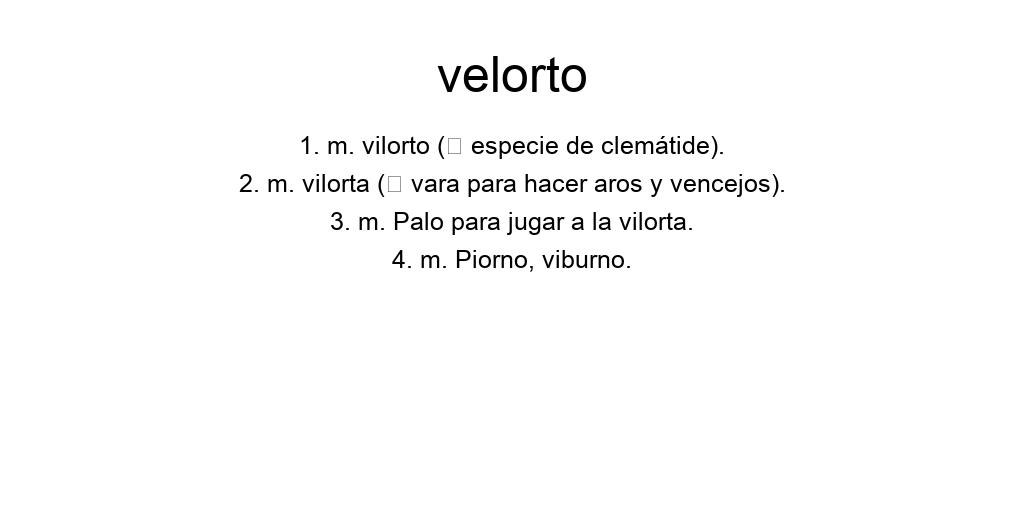 velorto
1. m. vilorto (□ especie de clemátide).
2. m. vilorta (□ vara para hacer aros y vencejos).
3. m. Palo para jugar a la vilorta.
4. m. Piorno, viburno.